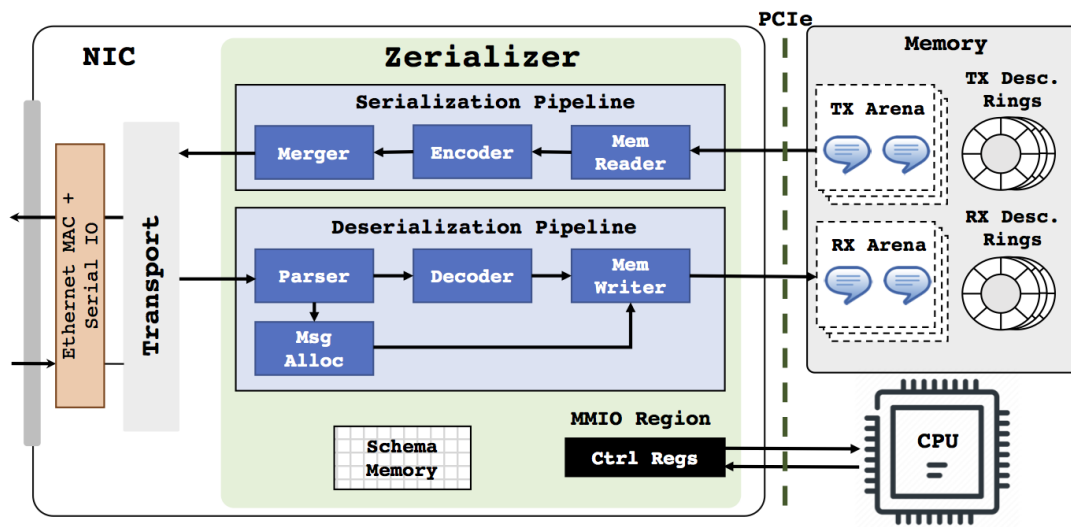 PCIe
NIC
Zerializer
Memory
Serialization Pipeline
Merger
Encoder
Mem
Reader
TX Arena
TX Desc.
Rings
Deserialization Pipeline
Parser
Decoder
Mem
Writer
Msg
Alloc
RX Arena
RX Desc.
Rings
Ethernet MAC +
Serial IO
Transport
Schema
Memory
MMIO Region
Ctrl Regs
CPU